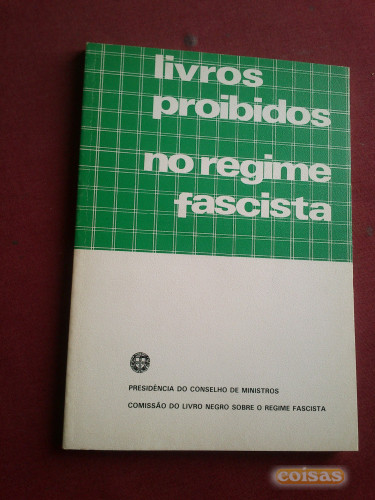 livros
proibidos
no regime
fascista
PRESIDÊNCIA DO CONSELHO DE MINISTROS
COMISSÃO DO LIVRO NEGRO SOBRE O REGIME FASCISTA
coisas